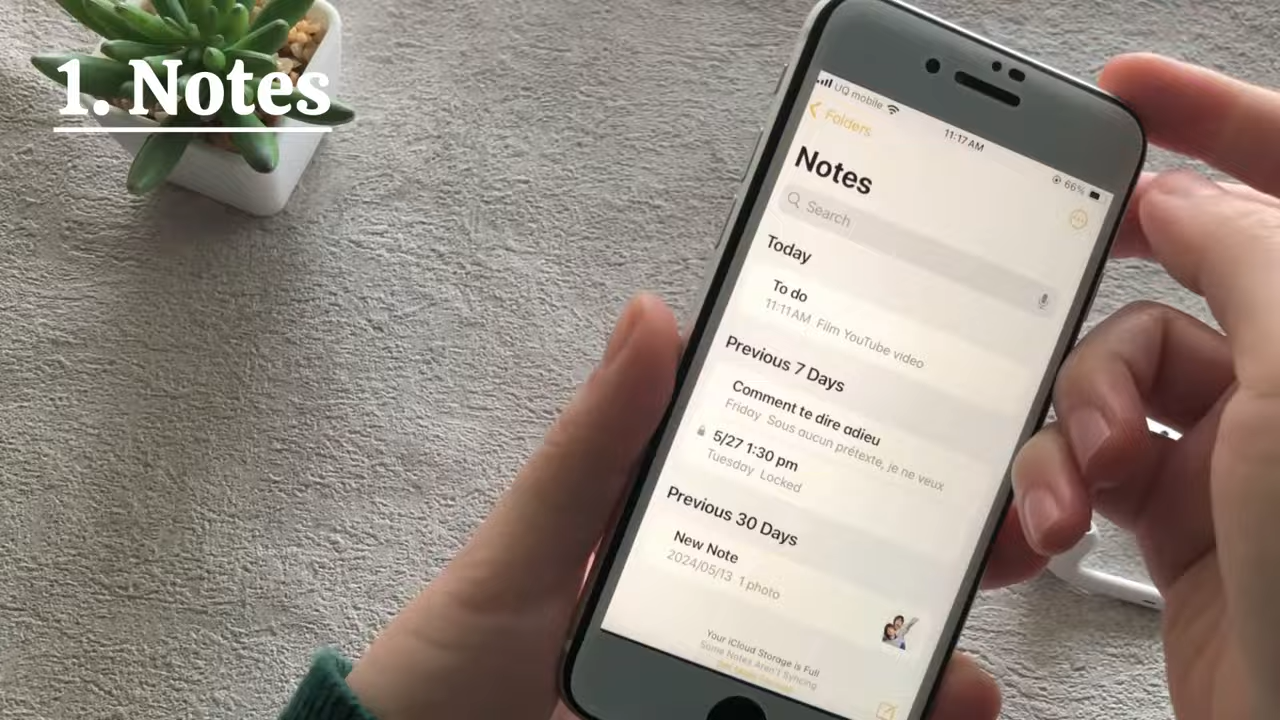 1. Notes
UQ mobile
11:17 AM
66%
Folders
Notes
Search
Today
To do
11:11 AM Film YouTube video
Previous 7 Days
Comment te dire adieu
Friday Sous aucun prétexte, je ne veux
5/27 1:30 pm
Tuesday Locked
Previous 30 Days
New Note
2024/05/13 1 photo
Your iCloud Storage is Full
Some Notes Aren't Syncing